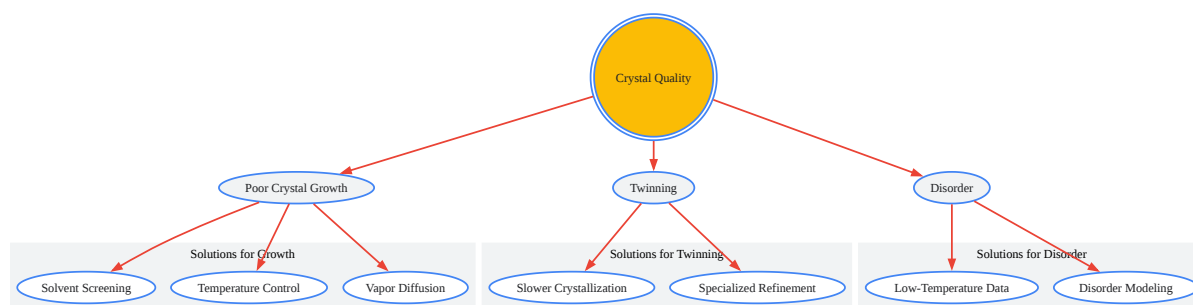 Crystal Quality
Poor Crystal Growth
Twinning
Disorder
Solutions for Growth
Solutions for Twinning
Solutions for Disorder
Solvent Screening
Temperature Control
Vapor Diffusion
Slower Crystallization
Specialized Refinement
Low-Temperature Data
Disorder Modeling